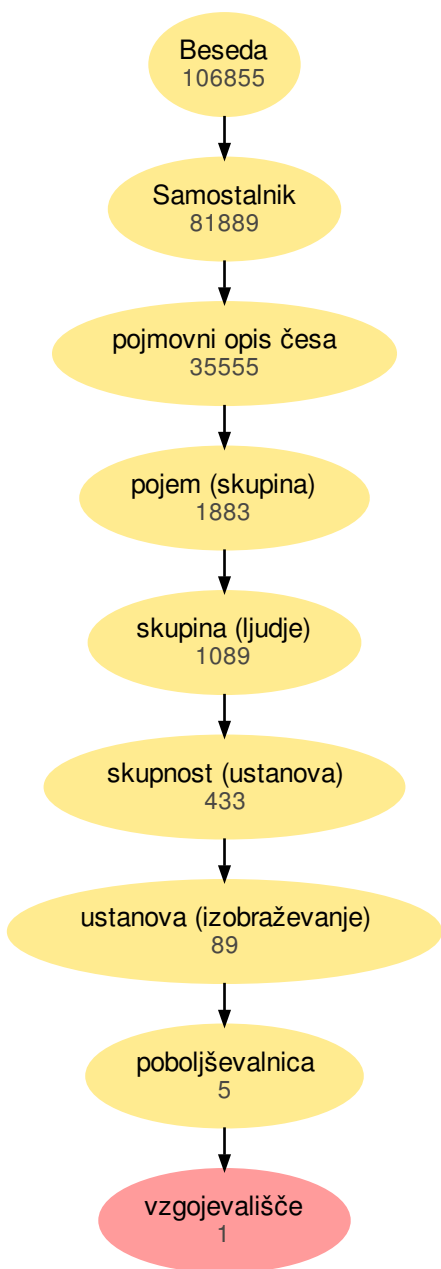 Beseda
106855
Samostalnik
81889
pojmovni opis česa
35555
pojem (skupina)
1883
skupina (ljudje)
1089
skupnost (ustanova)
433
ustanova (izobraževanje)
89
poboljševalnica
5
vzgojevališče
1